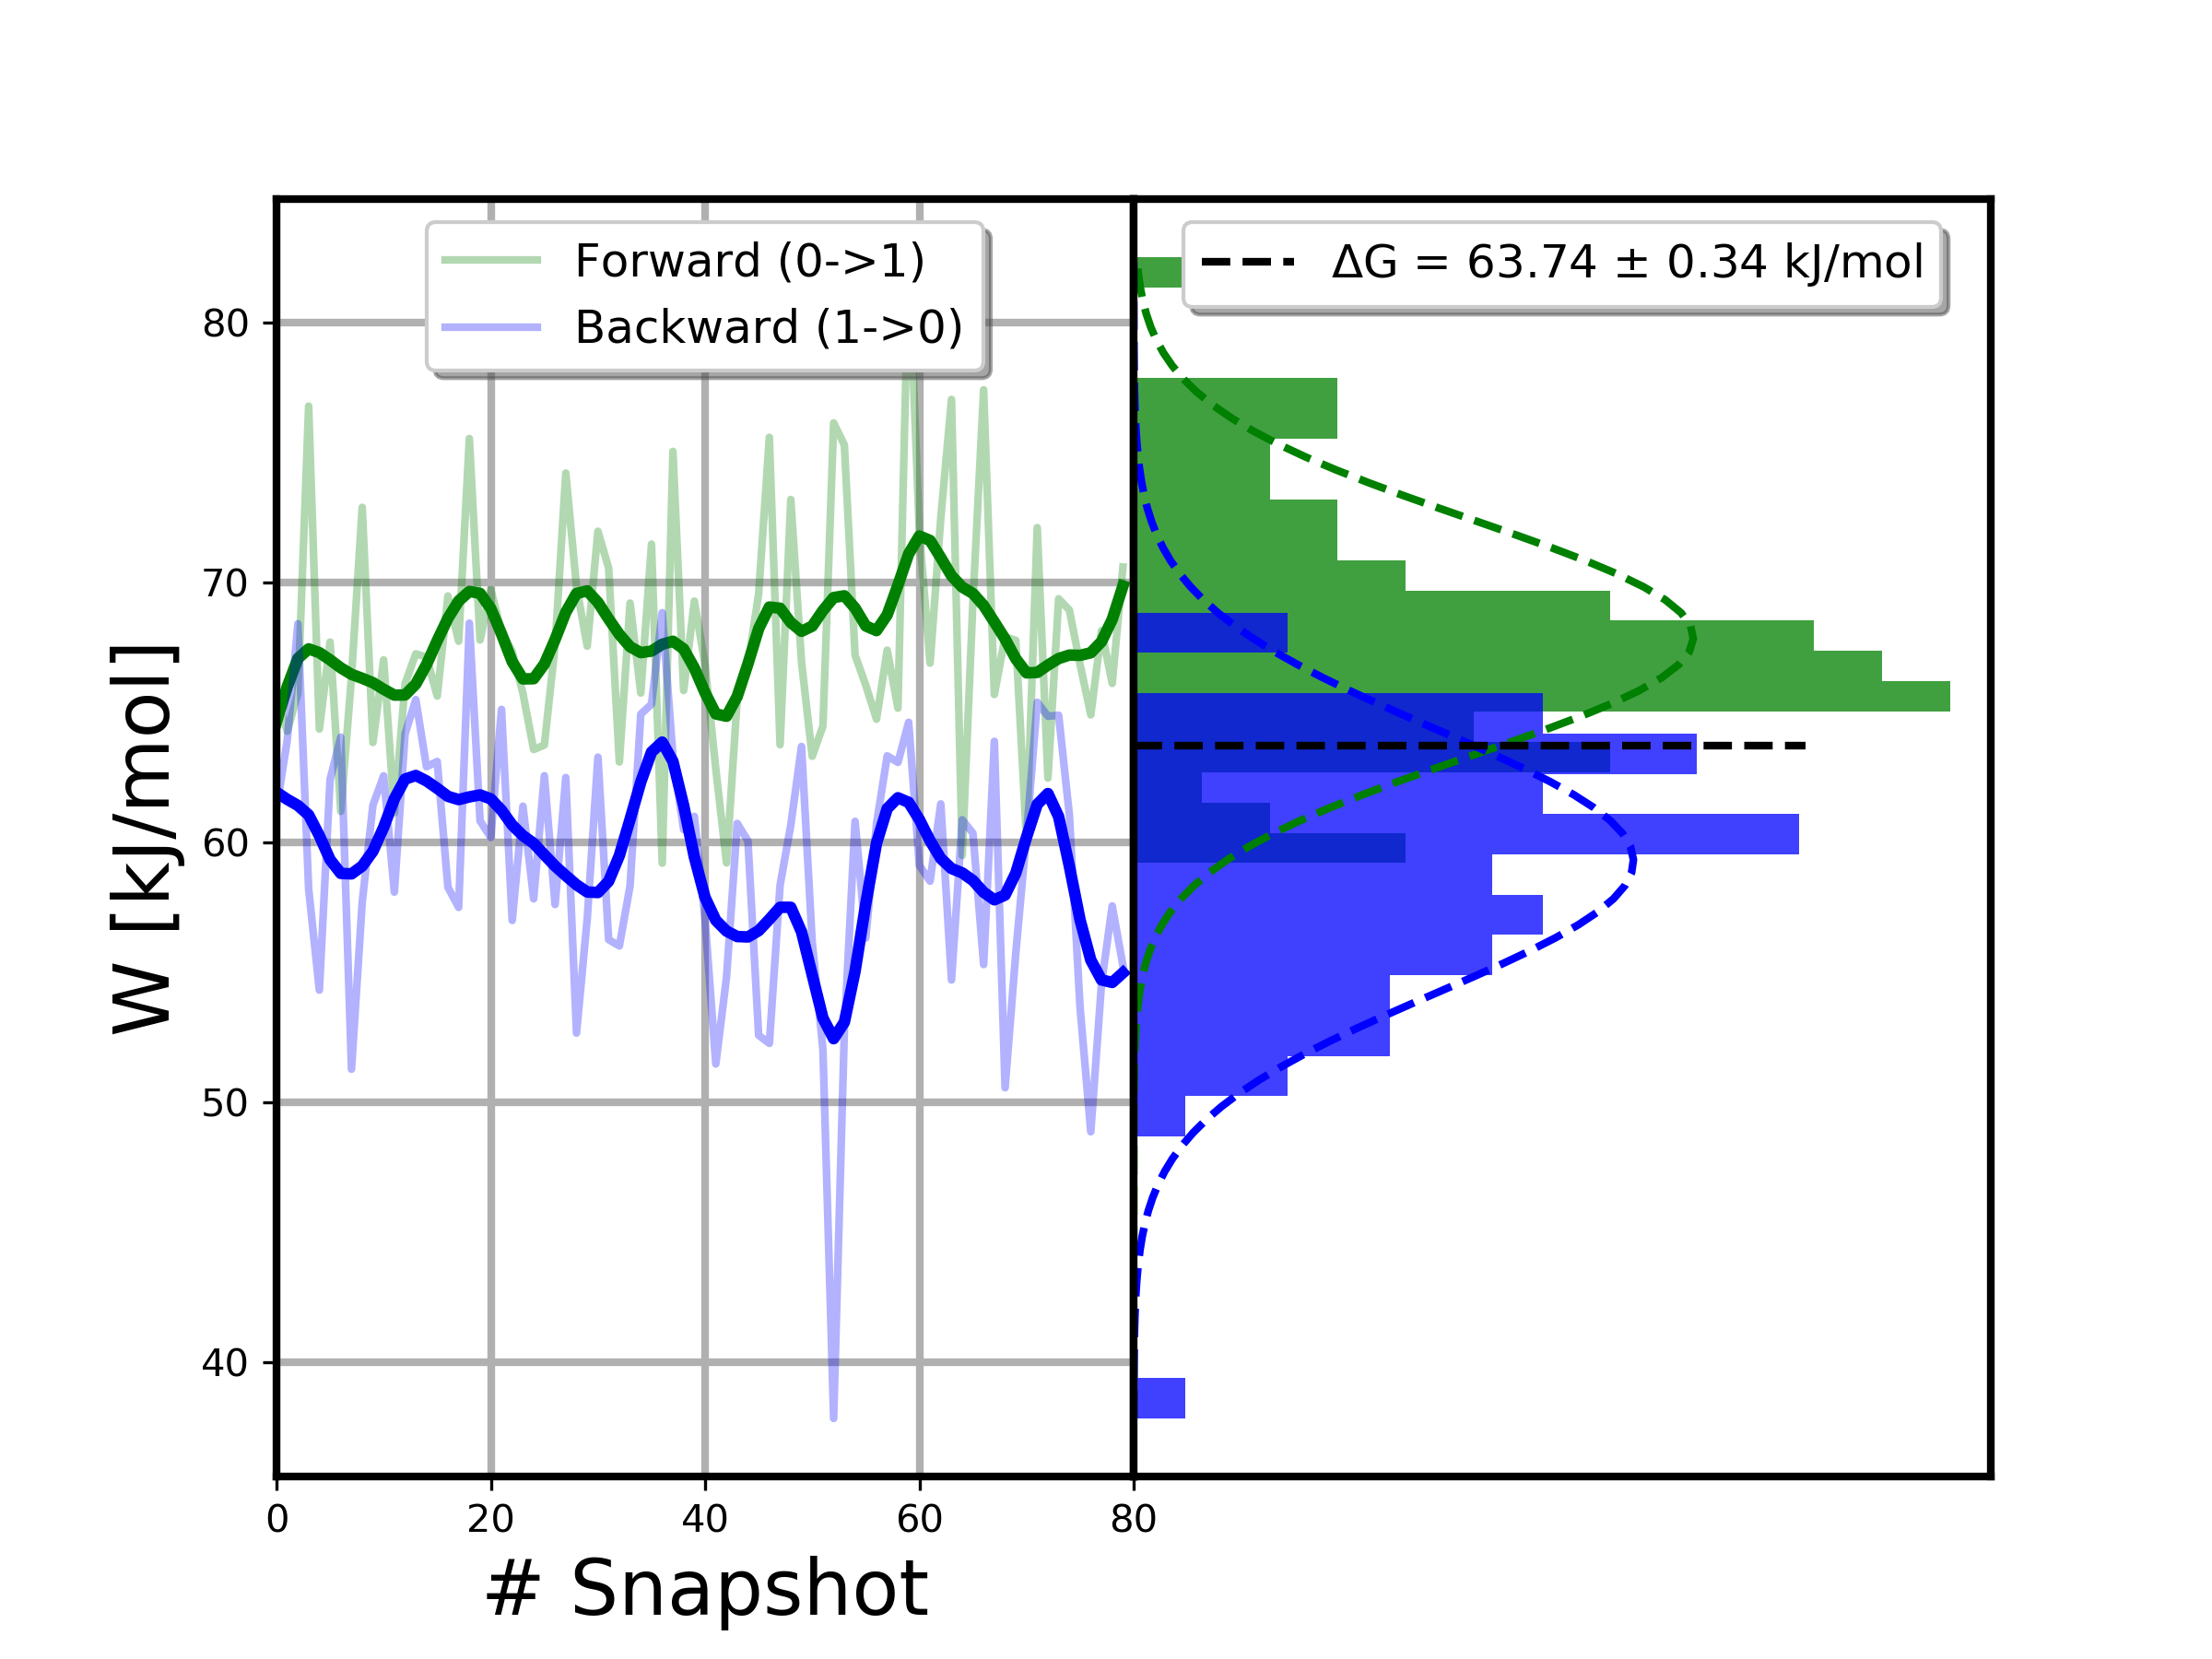 Forward (0->1)
Backward (1->0)
ΔG = 63.74 ± 0.34 kJ/mol
W [kJ/mol]
80
70
60
50
40
0 20 40 60 80
# Snapshot